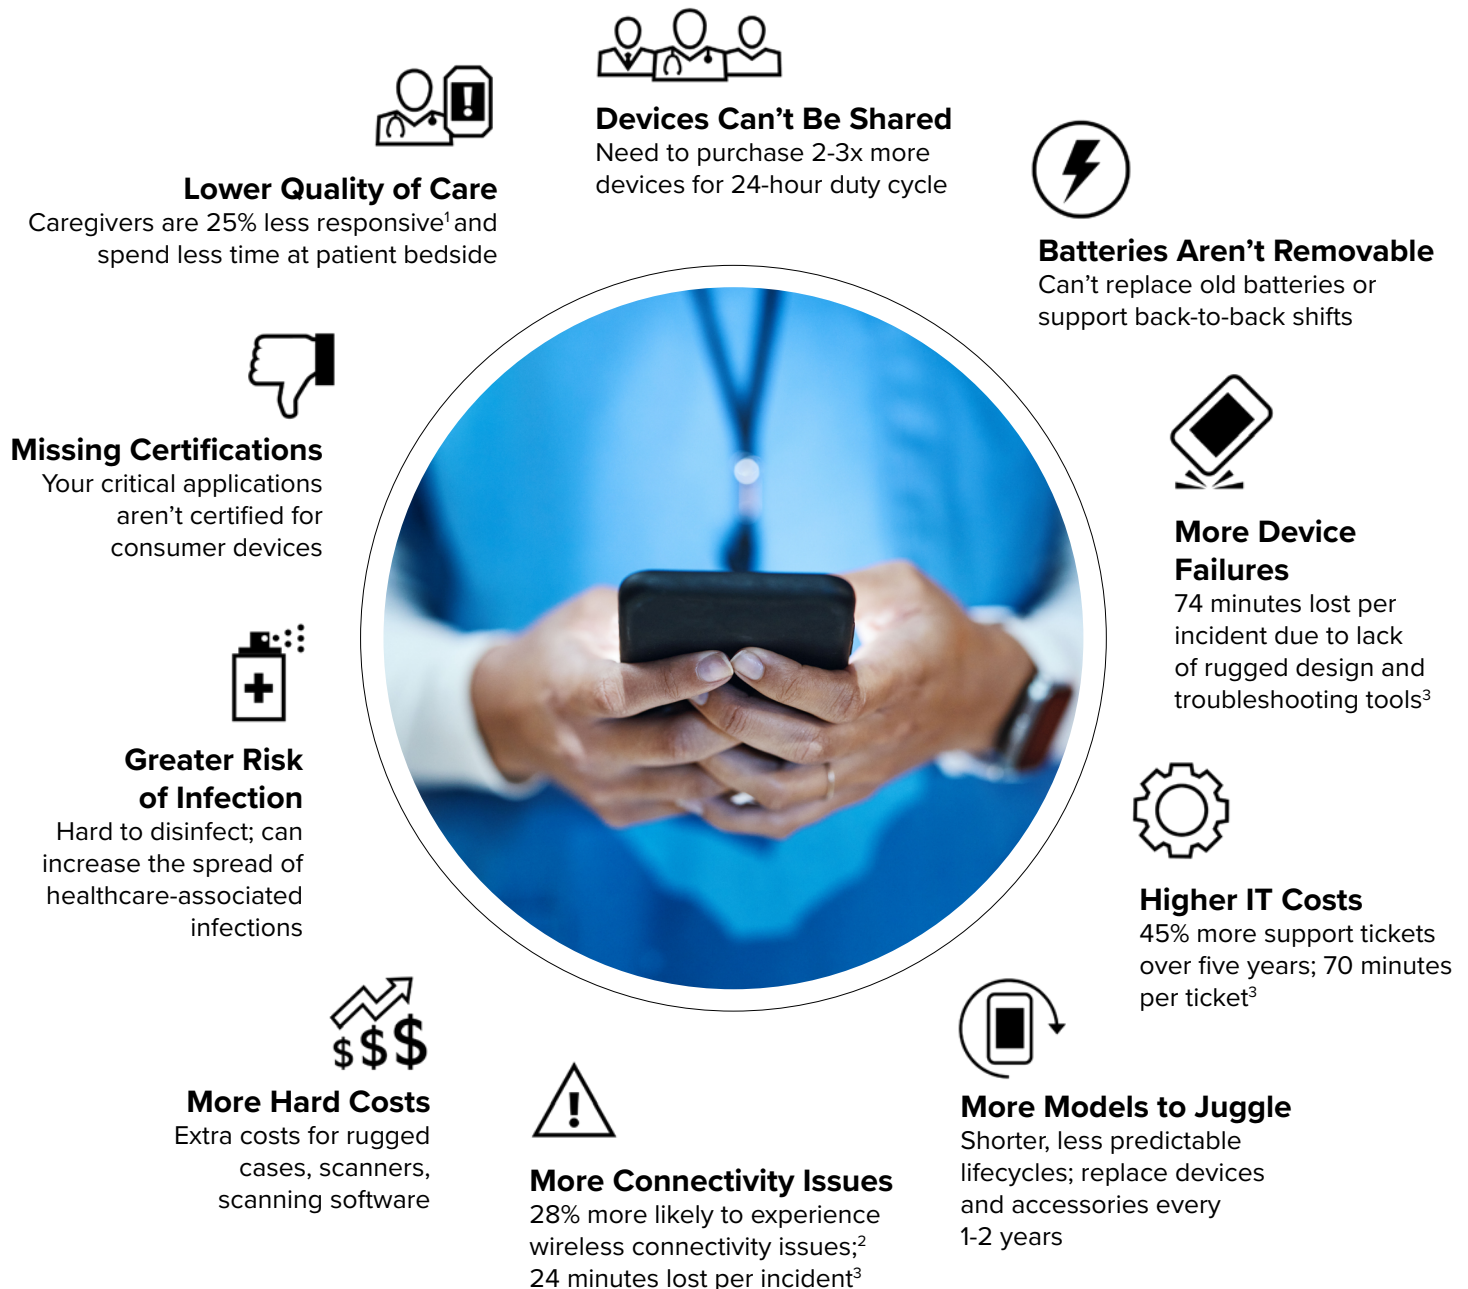 Devices Can’t Be Shared
Need to purchase 2-3x more
devices for 24-hour duty cycle
Batteries Aren’t Removable
Can’t replace old batteries or
support back-to-back shifts
More Device
Failures
74 minutes lost per
incident due to lack
of rugged design and
troubleshooting tools³
Higher IT Costs
45% more support tickets
over five years; 70 minutes
per ticket³
More Models to Juggle
Shorter, less predictable
lifecycles; replace devices
and accessories every
1-2 years
More Connectivity Issues
28% more likely to experience
wireless connectivity issues;²
24 minutes lost per incident³
$$$
More Hard Costs
Extra costs for rugged
cases, scanners,
scanning software
Greater Risk
of Infection
Hard to disinfect; can
increase the spread of
healthcare-associated
infections
Missing Certifications
Your critical applications
aren’t certified for
consumer devices
Lower Quality of Care
Caregivers are 25% less responsive¹ and
spend less time at patient bedside